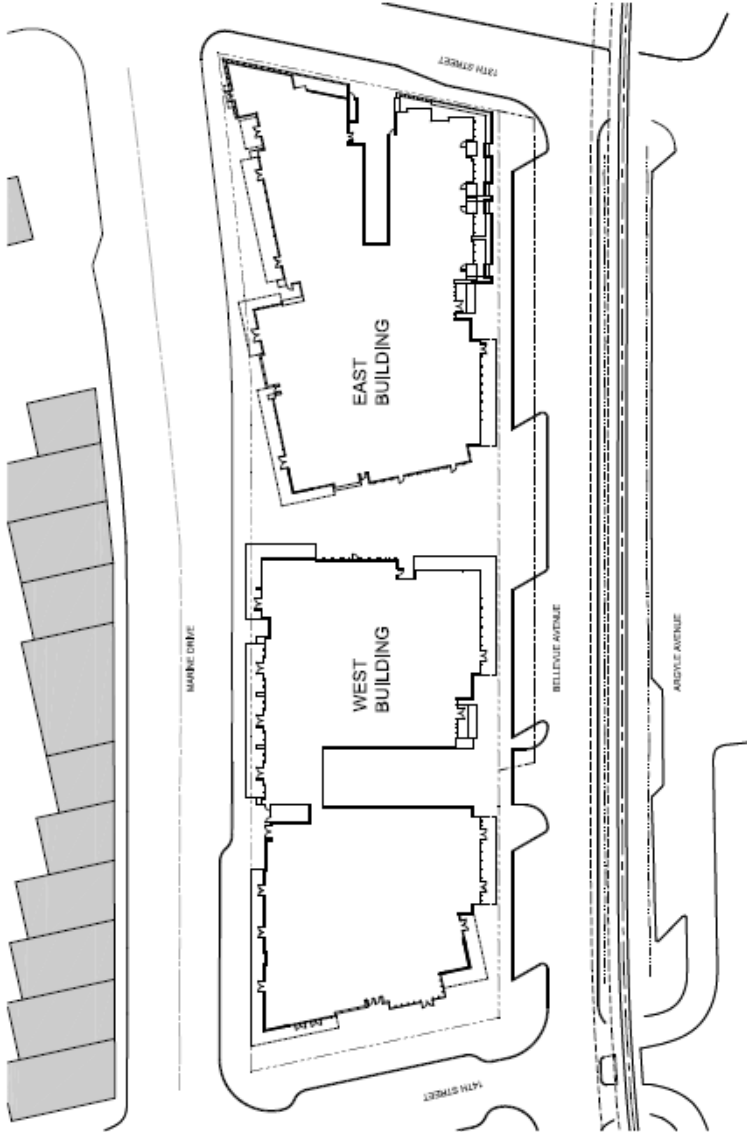 13TH STREET
EAST
BUILDING
MARINE DRIVE
WEST
BUILDING
BELLEVUE AVENUE
ARGYLE AVENUE
14TH STREET